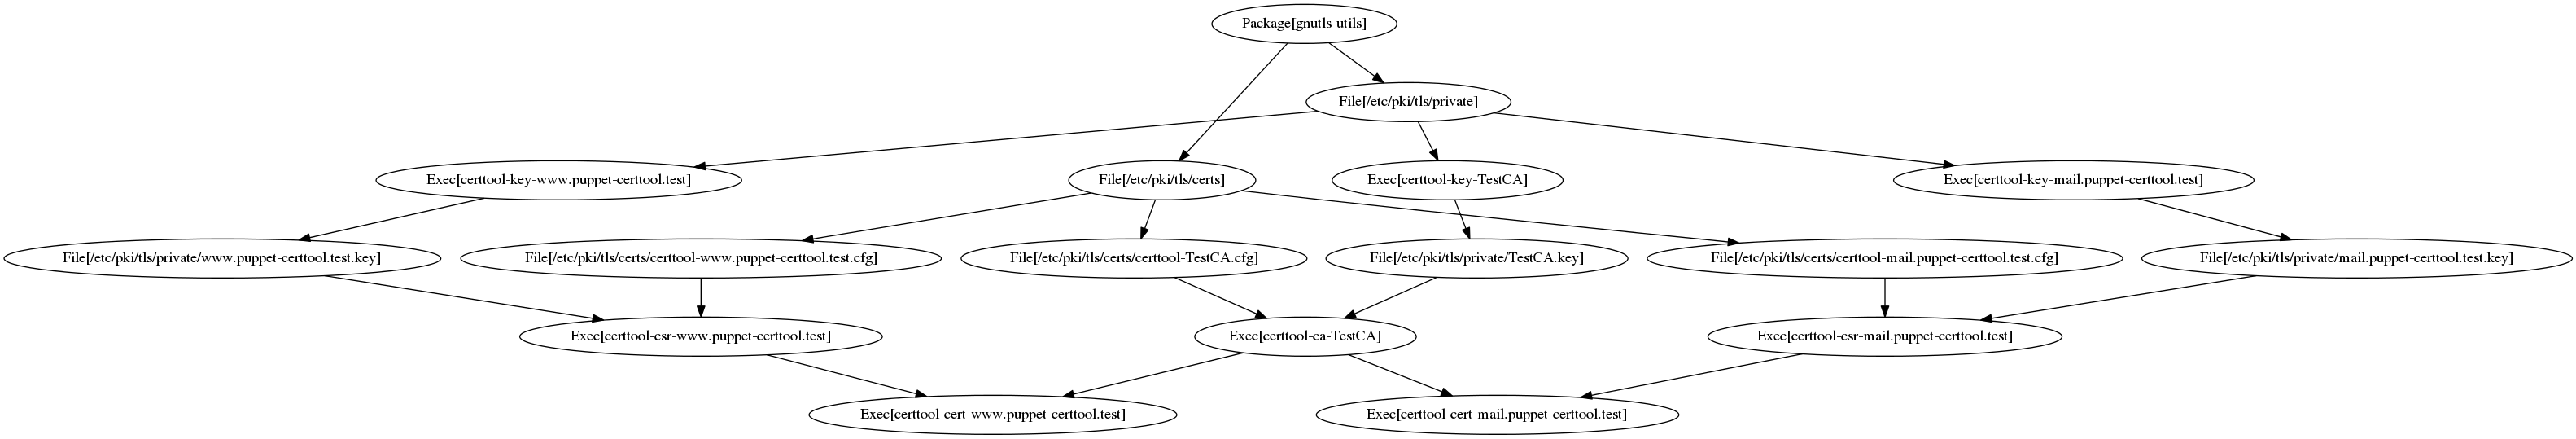 Package[gnutls-utils]
File[/etc/pki/tls/private]
Exec[certtool-key-www.puppet-certtool.test]
File[/etc/pki/tls/certs]
Exec[certtool-key-TestCA]
Exec[certtool-key-mail.puppet-certtool.test]
File[/etc/pki/tls/private/www.puppet-certtool.test.key]
File[/etc/pki/tls/certs/certtool-www.puppet-certtool.test.cfg]
File[/etc/pki/tls/certs/certtool-TestCA.cfg]
File[/etc/pki/tls/private/TestCA.key]
File[/etc/pki/tls/certs/certtool-mail.puppet-certtool.test.cfg]
File[/etc/pki/tls/private/mail.puppet-certtool.test.key]
Exec[certtool-csr-www.puppet-certtool.test]
Exec[certtool-ca-TestCA]
Exec[certtool-csr-mail.puppet-certtool.test]
Exec[certtool-cert-www.puppet-certtool.test]
Exec[certtool-cert-mail.puppet-certtool.test]